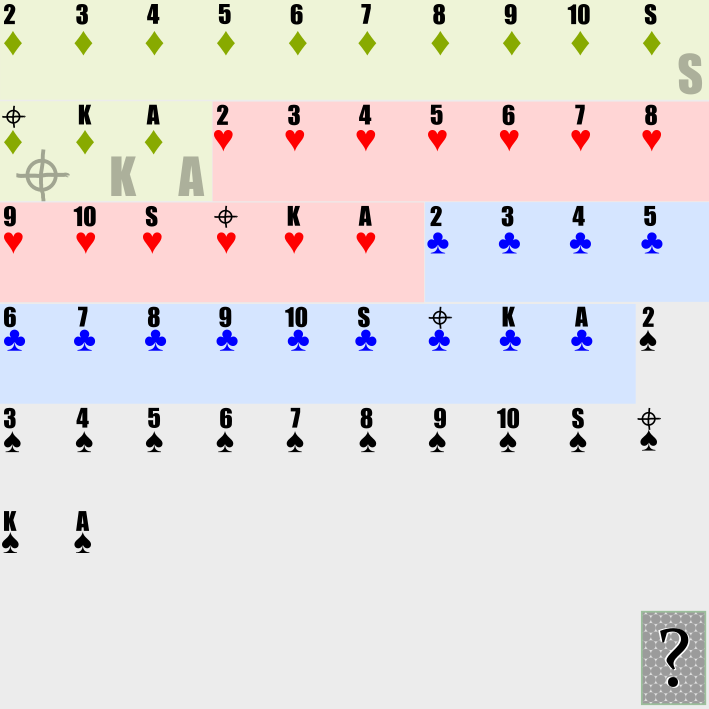 2 3 4 5 6 7 8 9 10 S
S
K A 2 3 4 5 6 7 8
K A
9 10 S K A 2 3 4 5
6 7 8 9 10 S K A 2
3 4 5 6 7 8 9 10 S
K A
?